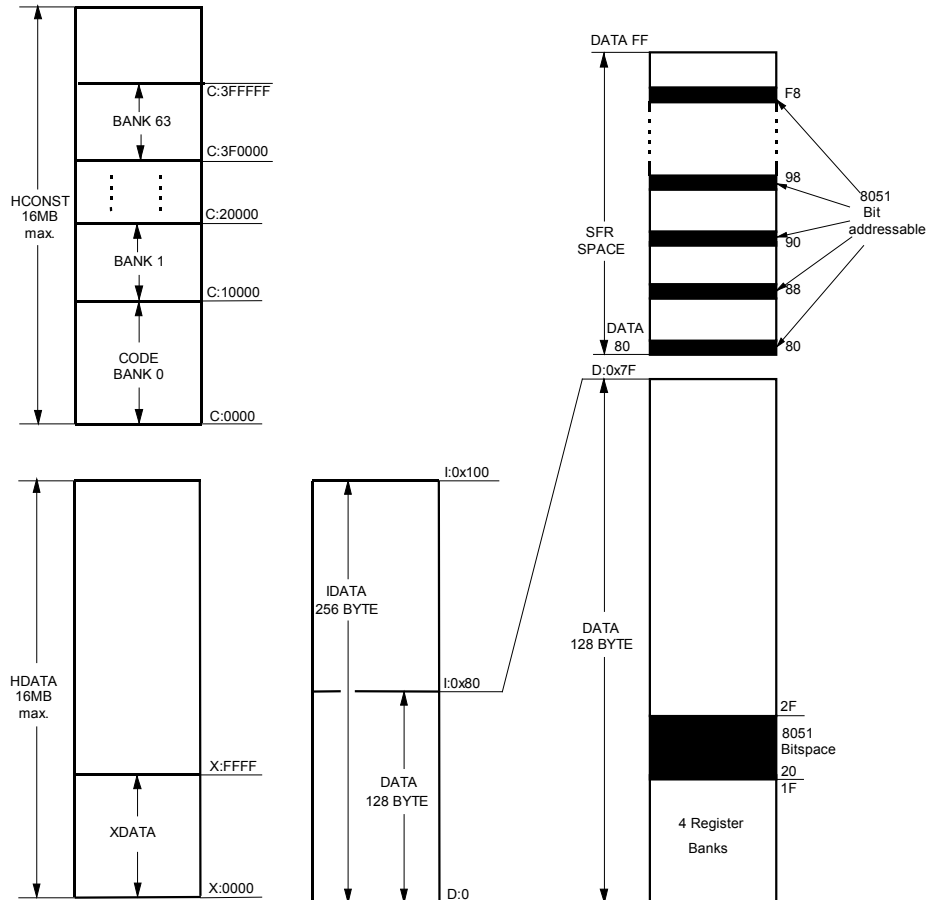 C:3FFFFF
BANK 63
C:3F0000
HCONST
16MB
max.
C:20000
BANK 1
C:10000
CODE
BANK 0
C:0000
DATA FF
F8
98
8051
Bit
addressable
SFR
SPACE
90
88
DATA
80
80
D:0x7F
I:0x100
IDATA
256 BYTE
HDATA
16MB
max.
I:0x80
X:FFFF
DATA
128 BYTE
XDATA
X:0000
D:0
DATA
128 BYTE
2F
8051
Bitspace
20
1F
4 Register
Banks